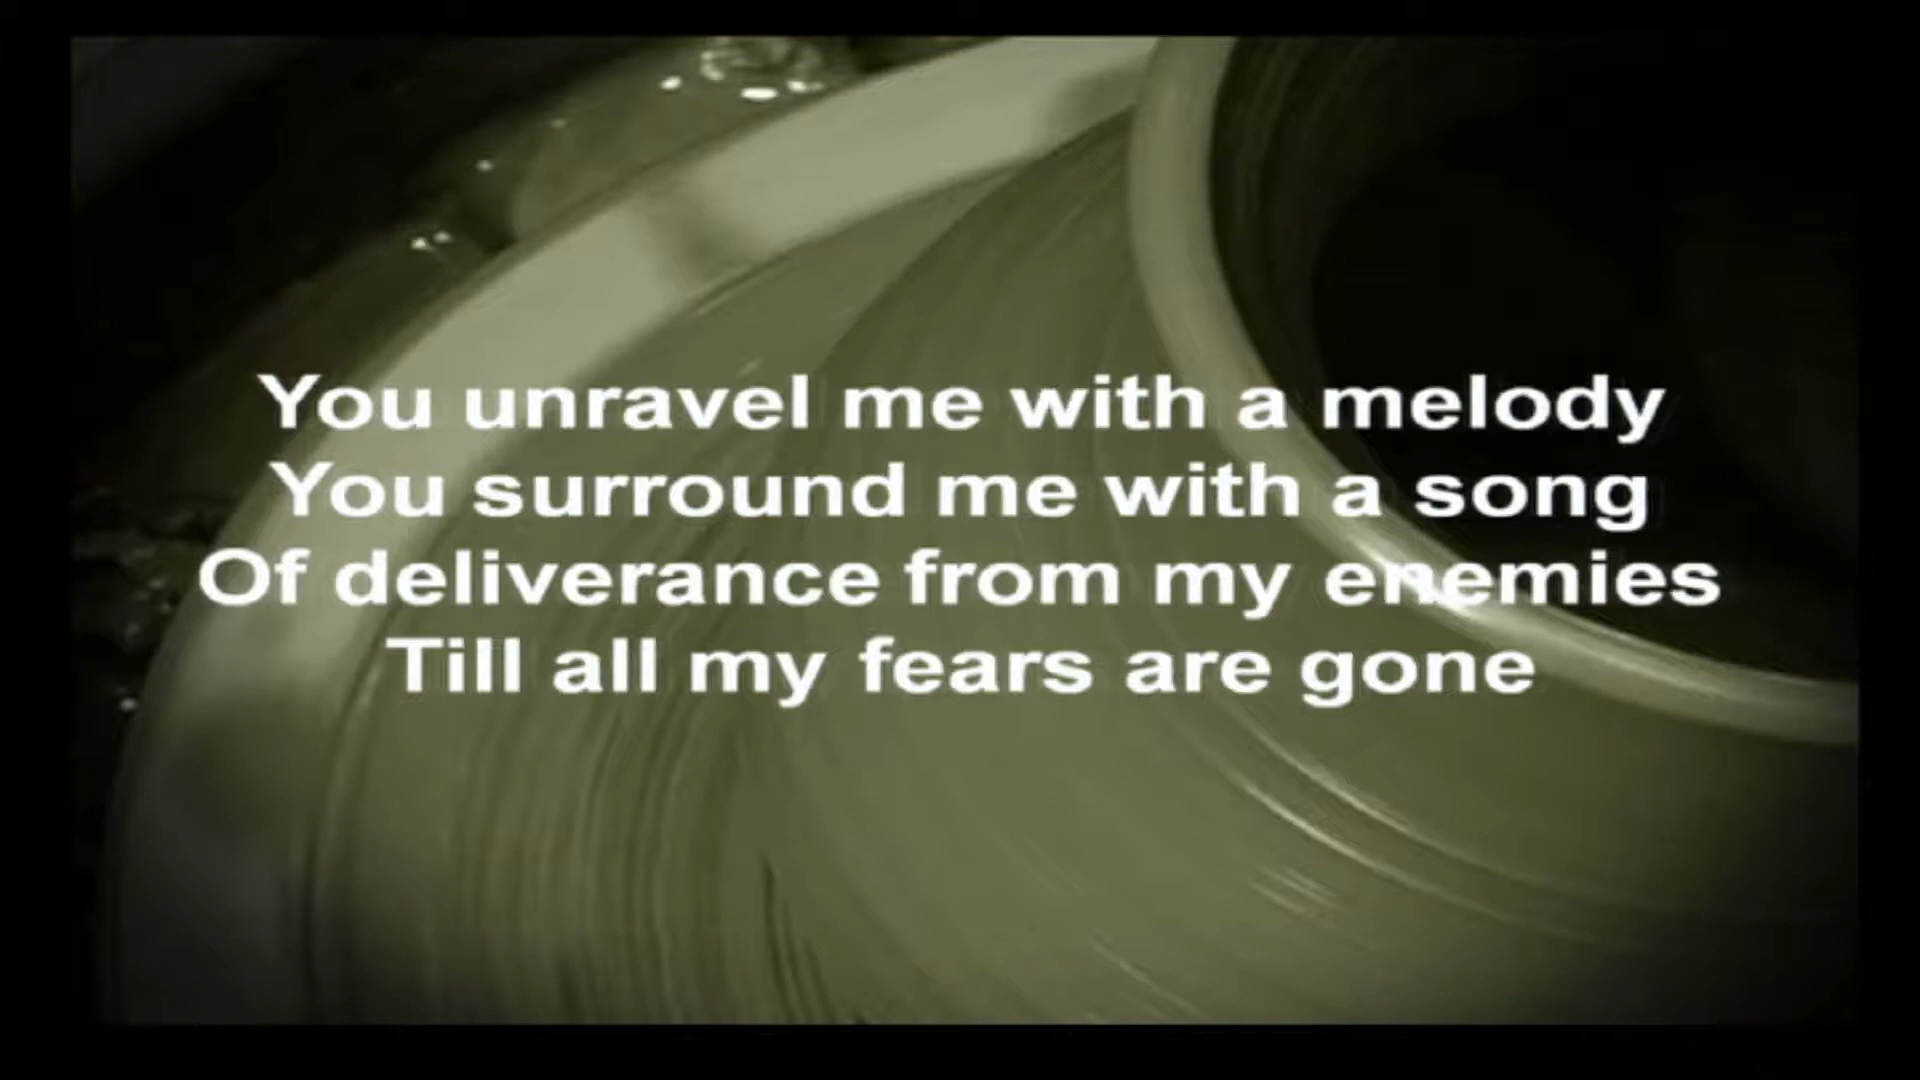 You unravel me with a melody
You surround me with a song
Of deliverance from my enemies
Till all my fears are gone